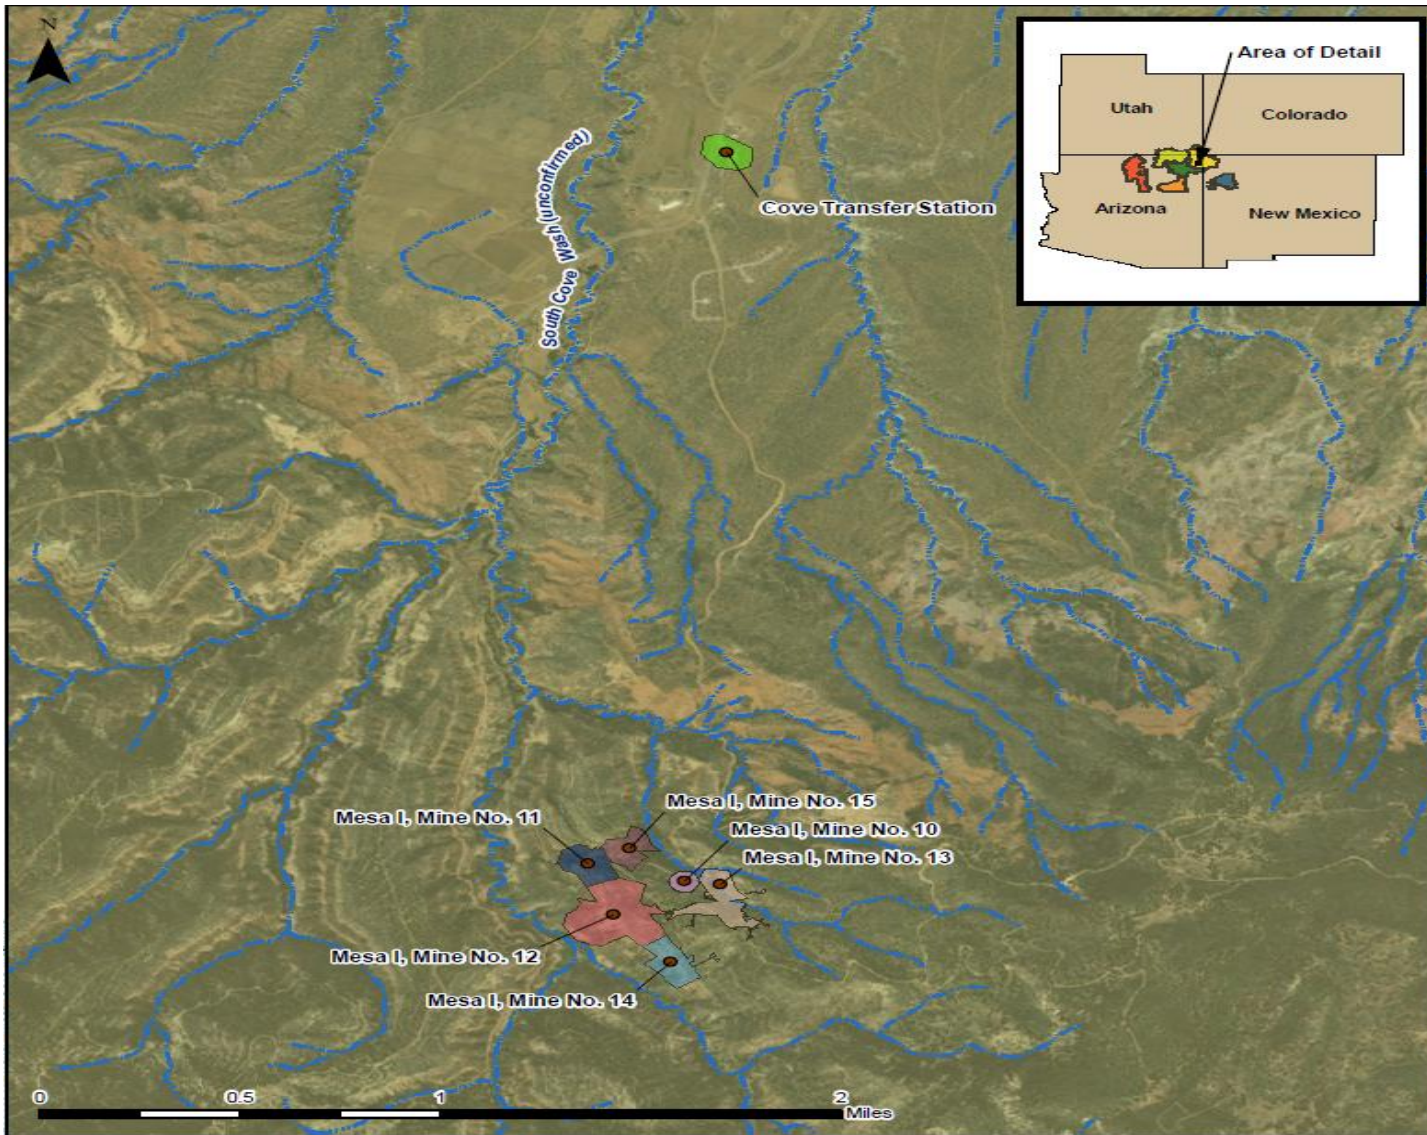 N
Area of Detail
Utah
Colorado
Arizona
New Mexico
South Cove Wash (unconfirmed)
Cove Transfer Station
Mesa I, Mine No. 15
Mesa I, Mine No. 11
Mesa I, Mine No. 10
Mesa I, Mine No. 13
Mesa I, Mine No. 12
Mesa I, Mine No. 14
0 0.5 1 2
Miles